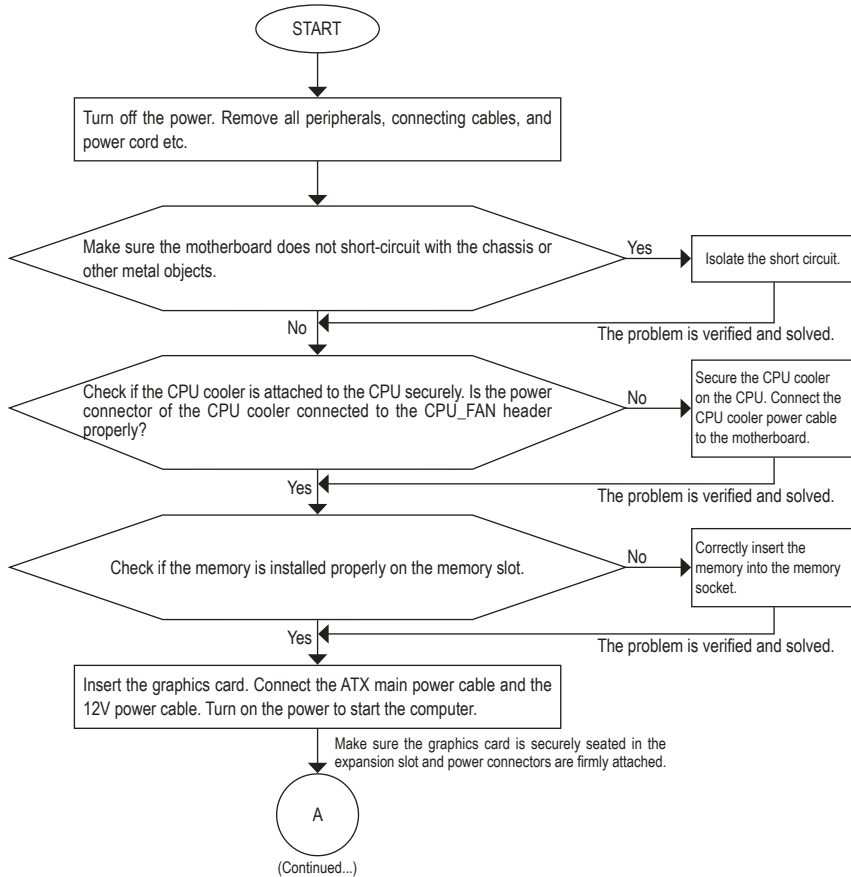 START
Turn off the power. Remove all peripherals, connecting cables, and
power cord etc.
Make sure the motherboard does not short-circuit with the chassis or
other metal objects.
Yes
Isolate the short circuit.
No
The problem is verified and solved.
Check if the CPU cooler is attached to the CPU securely. Is the power
connector of the CPU cooler connected to the CPU_FAN header
properly?
No
Secure the CPU cooler
on the CPU. Connect the
CPU cooler power cable
to the motherboard.
Yes
The problem is verified and solved.
Check if the memory is installed properly on the memory slot.
No
Correctly insert the
memory into the memory
socket.
Yes
The problem is verified and solved.
Insert the graphics card. Connect the ATX main power cable and the
12V power cable. Turn on the power to start the computer.
Make sure the graphics card is securely seated in the
expansion slot and power connectors are firmly attached.
A
(Continued...)